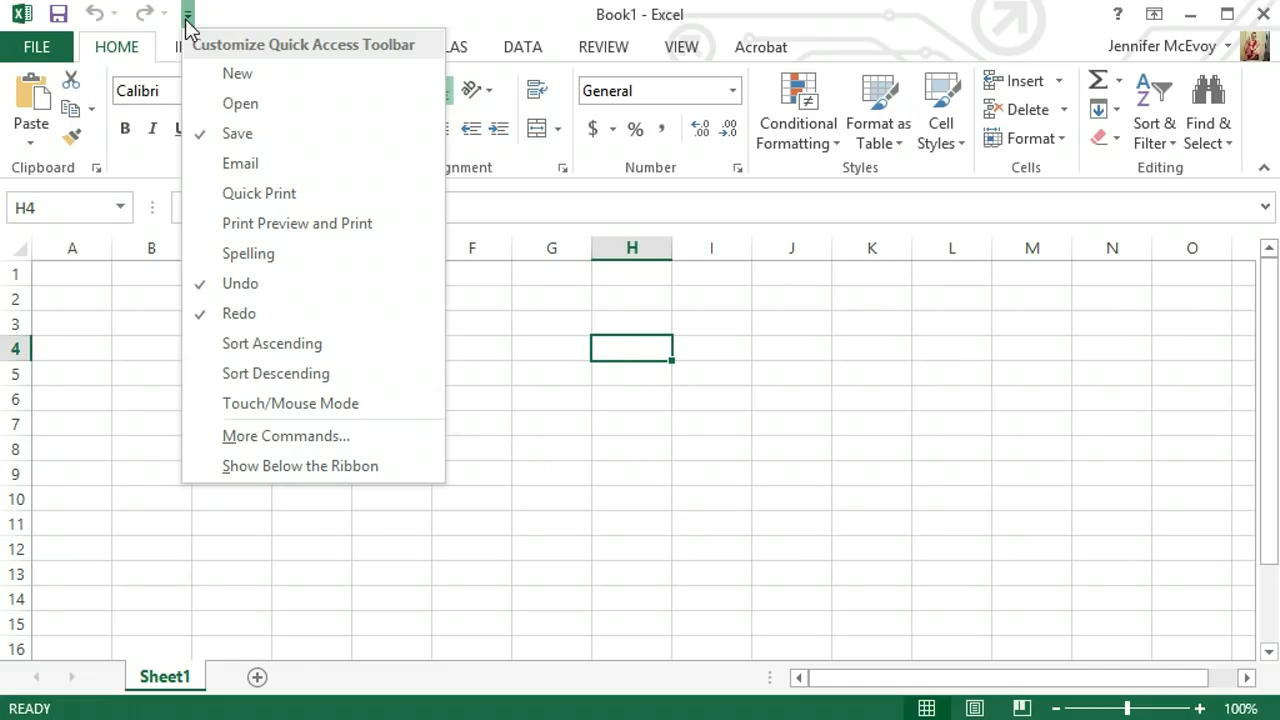 Book1 - Excel
?
FILE
HOME
LAS
DATA
REVIEW
VIEW
Acrobat
Jennifer McEvoy
Customize Quick Access Toolbar
New
Open
Save
Email
Quick Print
Print Preview and Print
Spelling
Undo
Redo
Sort Ascending
Sort Descending
Touch/Mouse Mode
More Commands...
Show Below the Ribbon
Paste
Clipboard
Calibri
B I U
gnment
General
$ % ,
Number
Conditional Formatting
Format as Table
Cell Styles
Styles
Insert
Delete
Format
Cells
Sort & Filter
Find & Select
Editing
H4
A B F G H I J K L M N O
1
2
3
4
5
6
7
8
9
10
11
12
13
14
15
16
Sheet1
READY
100%